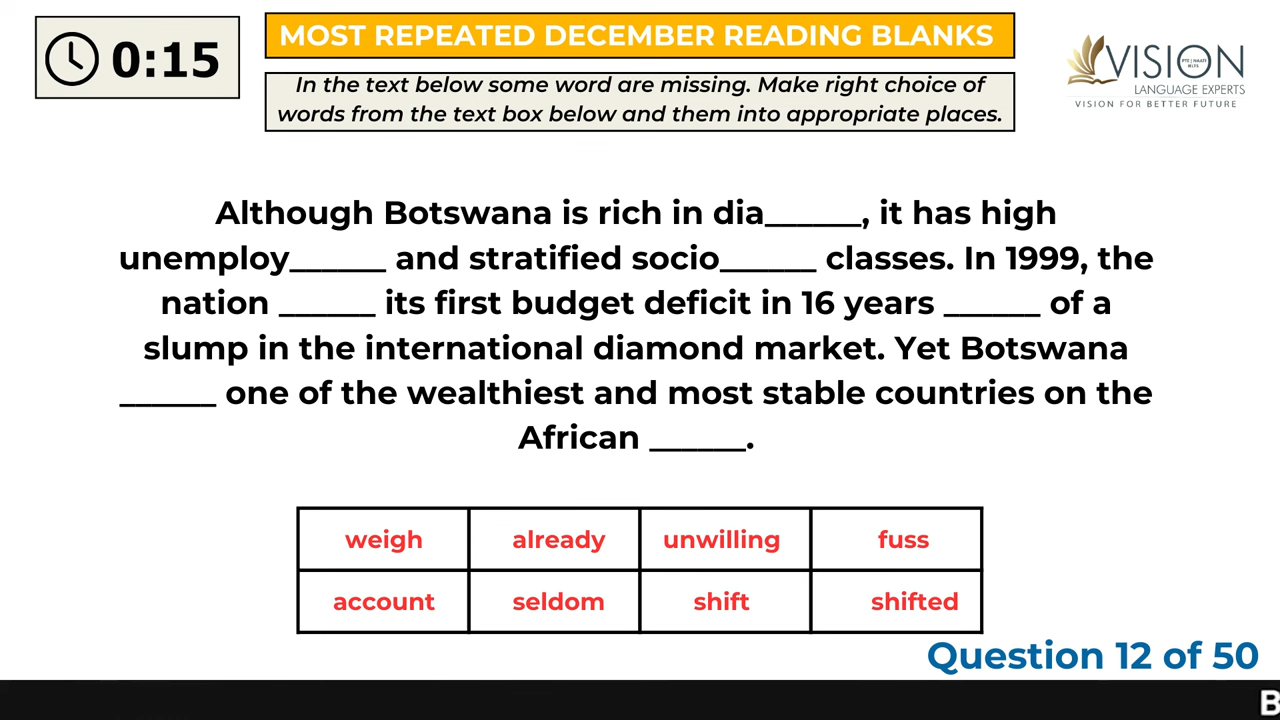 0:15
MOST REPEATED DECEMBER READING BLANKS
In the text below some word are missing. Make right choice of
words from the text box below and them into appropriate places.
VISION
PTE | NAATI
IELTS
LANGUAGE EXPERTS
VISION FOR BETTER FUTURE
Although Botswana is rich in dia______, it has high
unemploy______ and stratified socio______ classes. In 1999, the
nation ______ its first budget deficit in 16 years ______ of a
slump in the international diamond market. Yet Botswana
______ one of the wealthiest and most stable countries on the
African ______.
weigh already unwilling fuss
account seldom shift shifted
Question 12 of 50
B